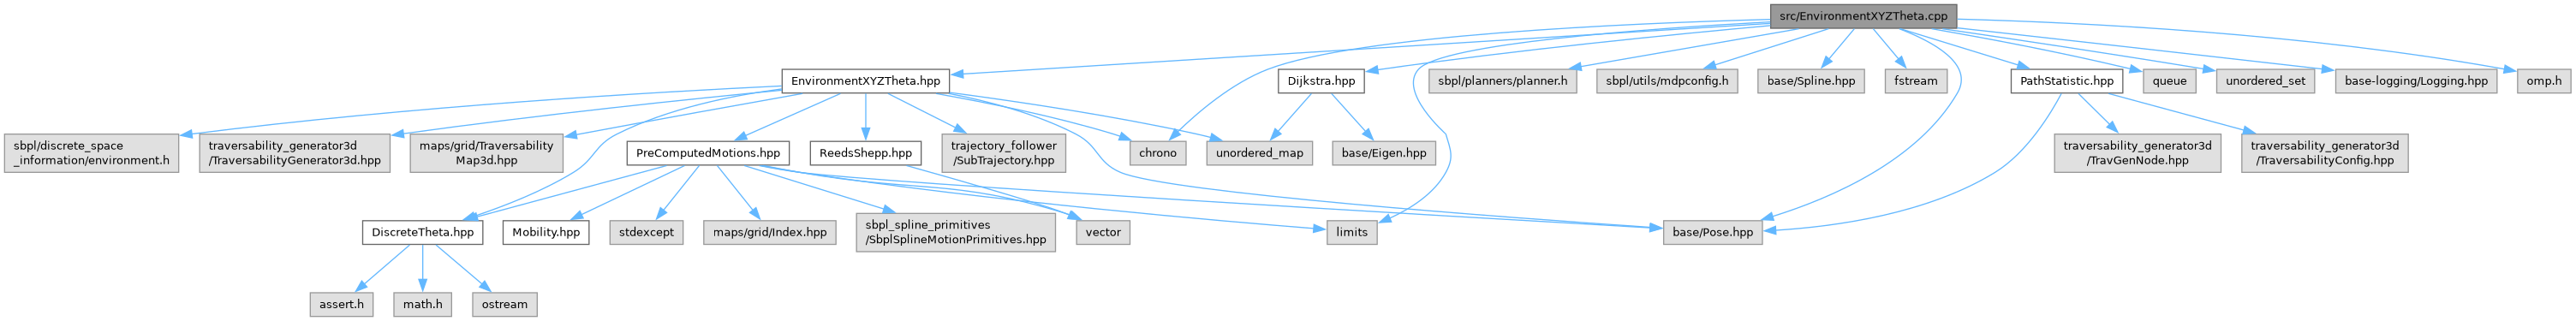 src/EnvironmentXYZTheta.cpp
EnvironmentXYZTheta.hpp
Dijkstra.hpp
sbpl/planners/planner.h
sbpl/utils/mdpconfig.h
base/Spline.hpp
fstream
PathStatistic.hpp
queue
unordered_set
base-logging/Logging.hpp
omp.h
sbpl/discrete_space
_information/environment.h
traversability_generator3d
/TraversabilityGenerator3d.hpp
maps/grid/Traversability
Map3d.hpp
PreComputedMotions.hpp
ReedsShepp.hpp
trajectory_follower
/SubTrajectory.hpp
chrono
unordered_map
base/Eigen.hpp
traversability_generator3d
/TravGenNode.hpp
traversability_generator3d
/TraversabilityConfig.hpp
DiscreteTheta.hpp
Mobility.hpp
stdexcept
maps/grid/Index.hpp
sbpl_spline_primitives
/SbplSplineMotionPrimitives.hpp
vector
limits
base/Pose.hpp
assert.h
math.h
ostream